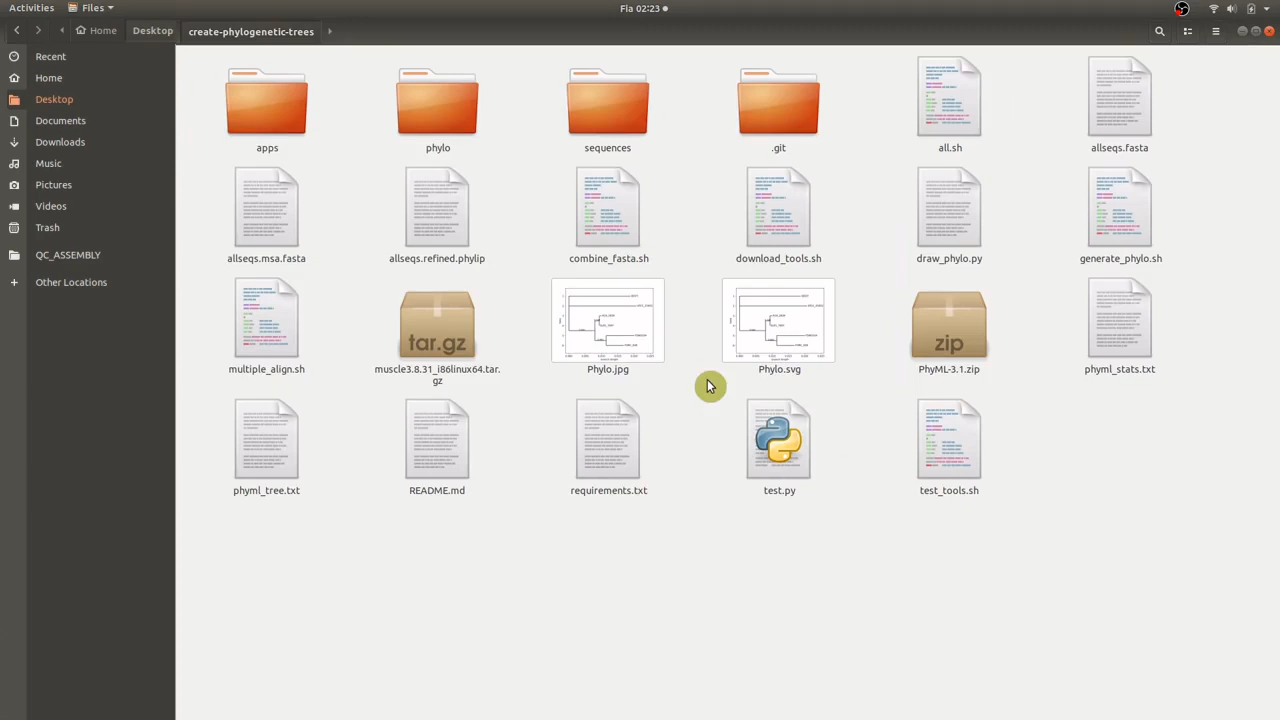 Activities Files Fla 02:23
Home Desktop create-phylogenetic-trees
Recent
Home
Desktop
Documents
Downloads
Music
Pictures
Videos
Trash
QC_ASSEMBLY
Other Locations
apps phylo sequences .git all.sh allseqs.fasta
allseqs.msa.fasta allseqs.refined.phylip combine_fasta.sh download_tools.sh draw_phylo.py generate_phylo.sh
tar.gz zip
multiple_align.sh muscle3.8.31_i86linux64.tar. Phylo.jpg Phylo.svg PhyML-3.1.zip phyml_stats.txt
gz
phyml_tree.txt README.md requirements.txt test.py test_tools.sh